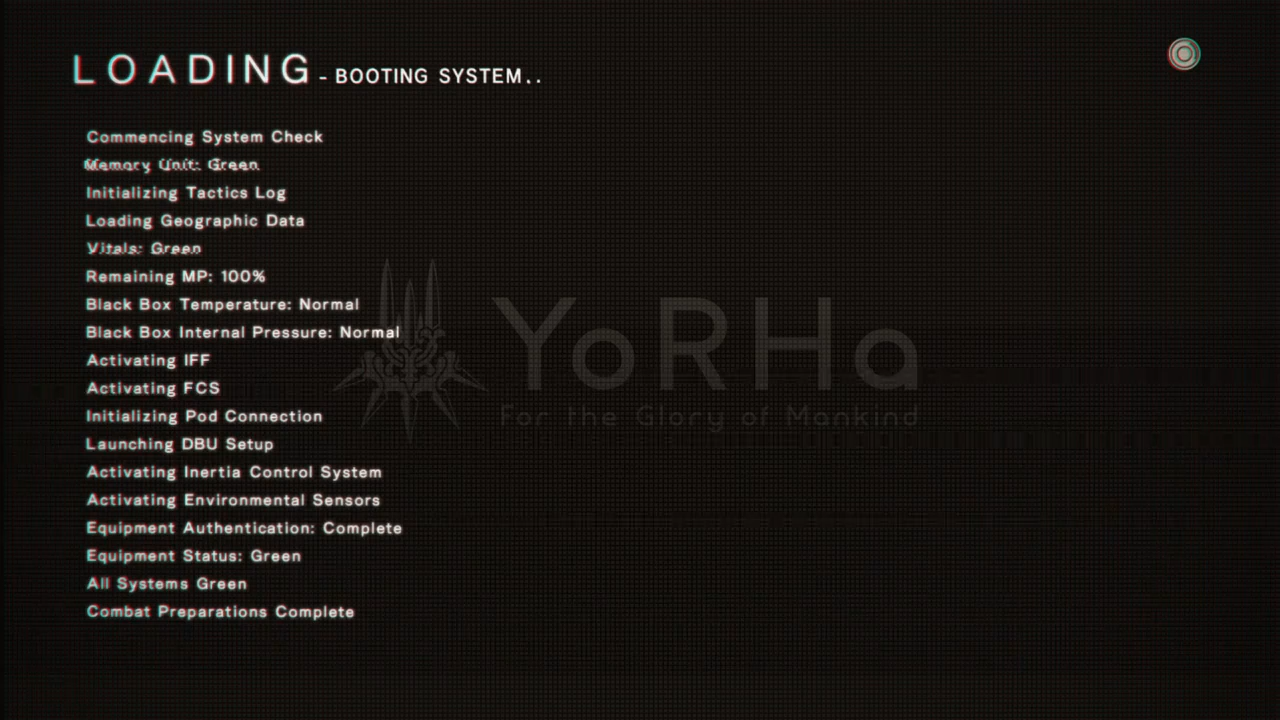 LOADING - BOOTING SYSTEM..
Commencing System Check
Memory Unit: Green
Initializing Tactics Log
Loading Geographic Data
Vitals: Green
Remaining MP: 100%
Black Box Temperature: Normal
Black Box Internal Pressure: Normal
Activating IFF
Activating FCS
Initializing Pod Connection
Launching DBU Setup
Activating Inertia Control System
Activating Environmental Sensors
Equipment Authentication: Complete
Equipment Status: Green
All Systems Green
Combat Preparations Complete
YoRHa
For the Glory of Mankind